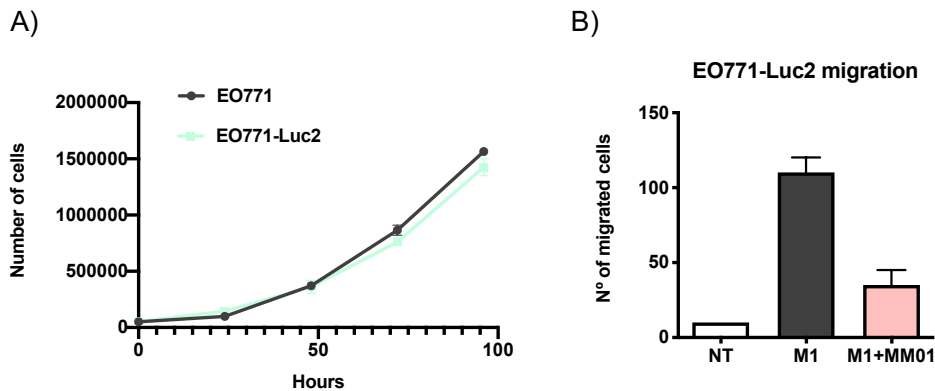 A)
EO771
EO771-Luc2
Number of cells
2000000
1500000
1000000
500000
0
0
50
100
Hours
B)
EO771-Luc2 migration
Nº of migrated cells
150
100
50
0
NT
M1
M1+MM01